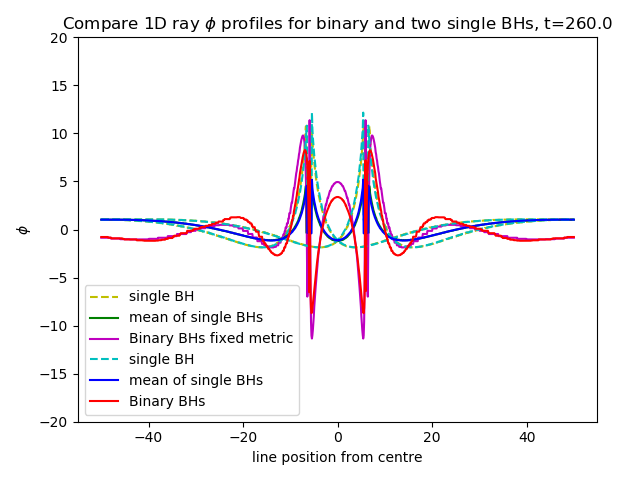 Compare 1D ray ϕ profiles for binary and two single BHs, t=260.0
20
15
10
5
0
−5
−10
−15
−20
ϕ
single BH
mean of single BHs
Binary BHs fixed metric
single BH
mean of single BHs
Binary BHs
−40 −20 0 20 40
line position from centre